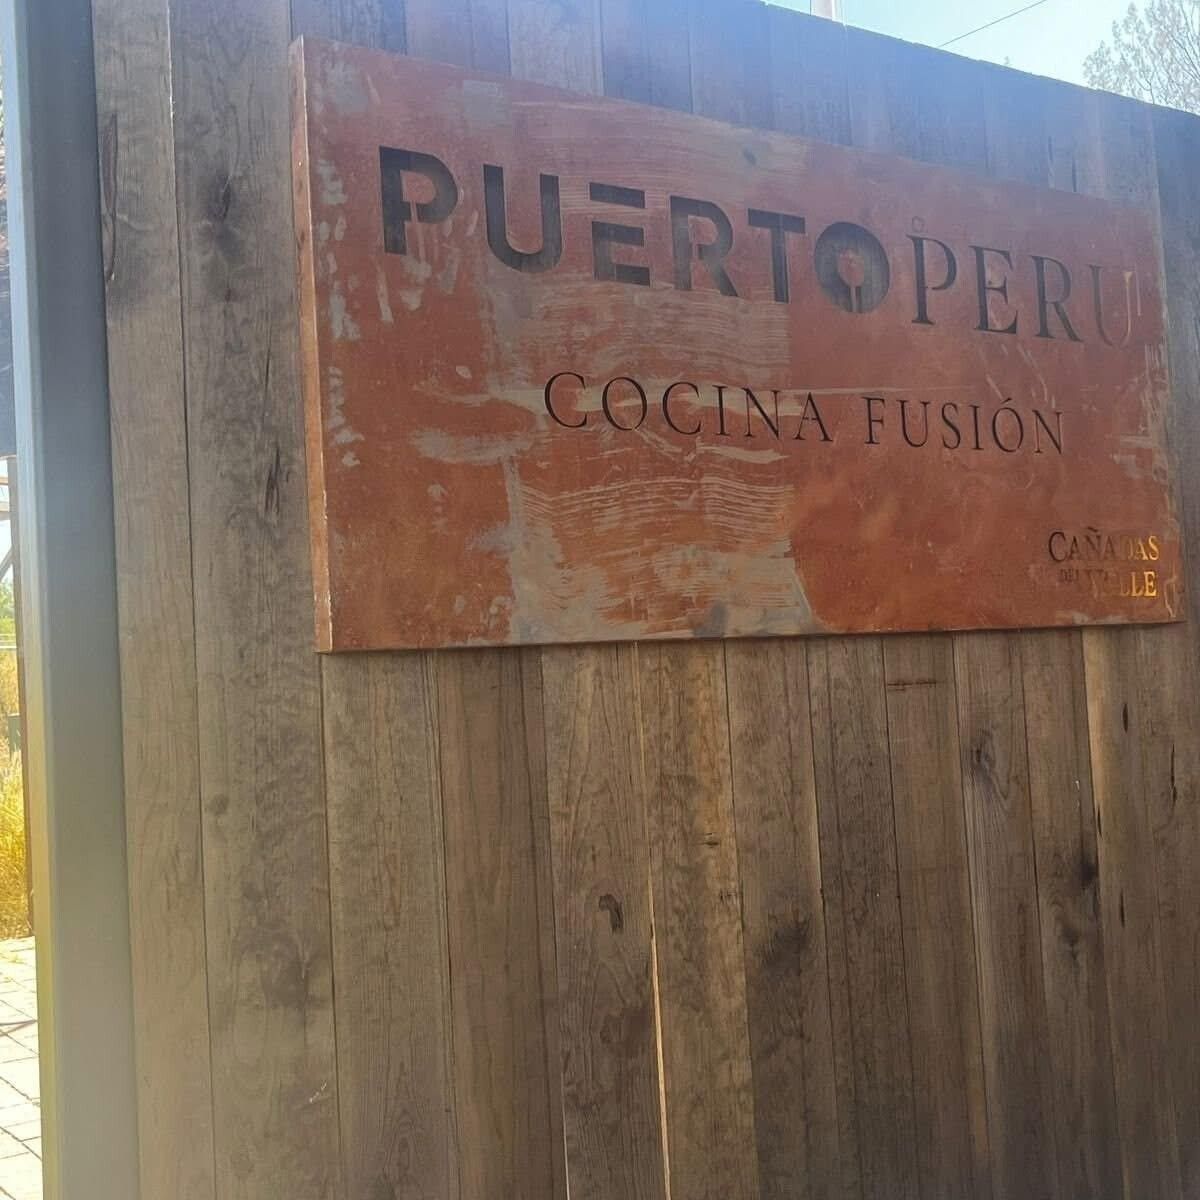 PUERTO PERU
COCINA FUSIÓN
CAÑADAS
DEL VALLE